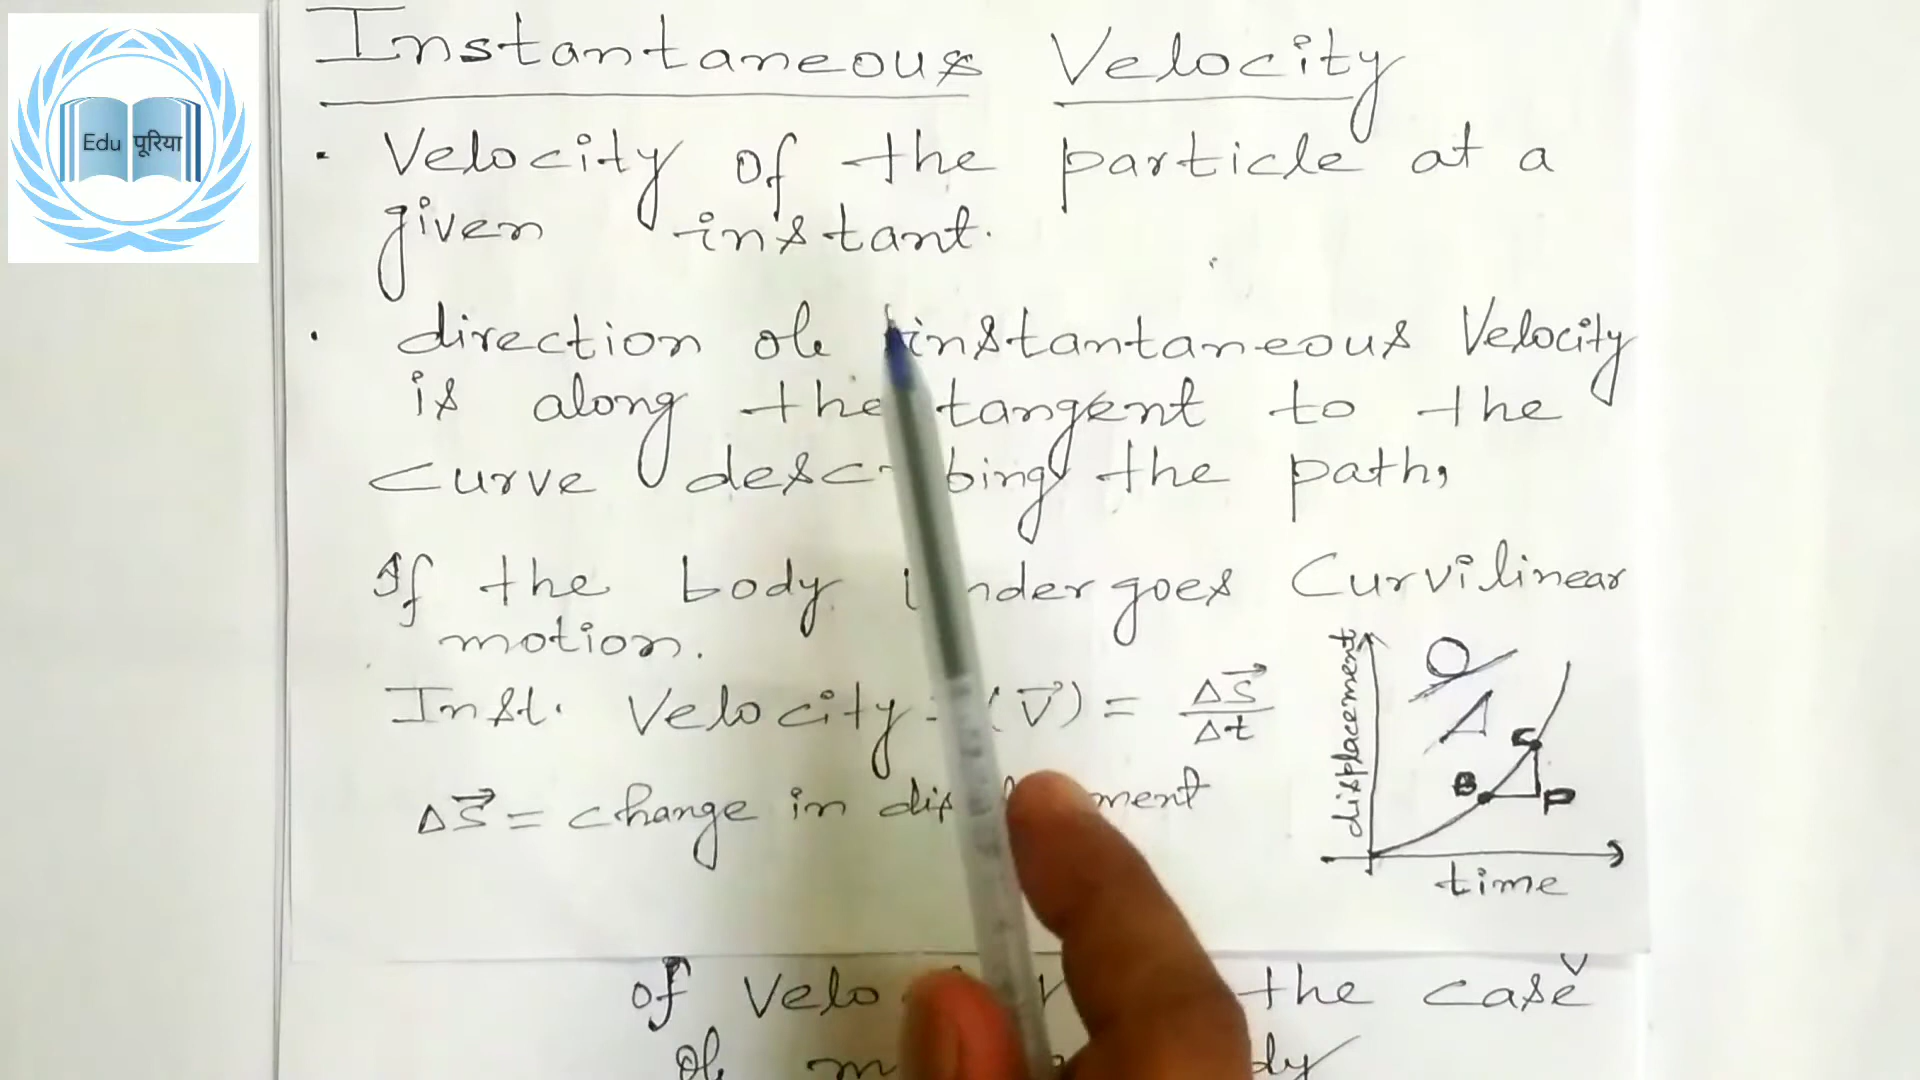 Edu पूरिया
Instantaneous Velocity
· Velocity of the particle at a
given instant.
· direction of instantaneous Velocity
is along the tangent to the
curve describing the path,
If the body undergoes Curvilinear
motion.
Inst. Velocity = (V⃗) = ΔS⃗/Δt
ΔS⃗ = change in displacement
displacement
C
B
P
time
of the case
of